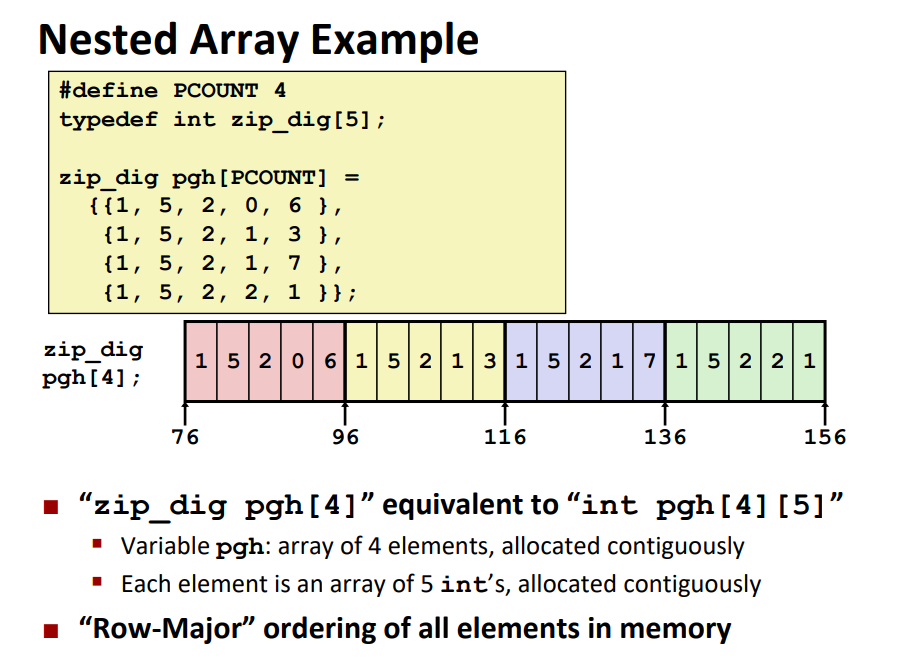 Nested Array Example
#define PCOUNT 4
typedef int zip_dig[5];
zip_dig pgh[PCOUNT] =
{{1, 5, 2, 0, 6 },
{1, 5, 2, 1, 3 },
{1, 5, 2, 1, 7 },
{1, 5, 2, 2, 1 }};
zip_dig
pgh[4];
1 5 2 0 6 1 5 2 1 3 1 5 2 1 7 1 5 2 2 1
76 96 116 136 156
“zip_dig pgh[4]” equivalent to “int pgh[4][5]”
Variable pgh: array of 4 elements, allocated contiguously
Each element is an array of 5 int’s, allocated contiguously
“Row-Major” ordering of all elements in memory